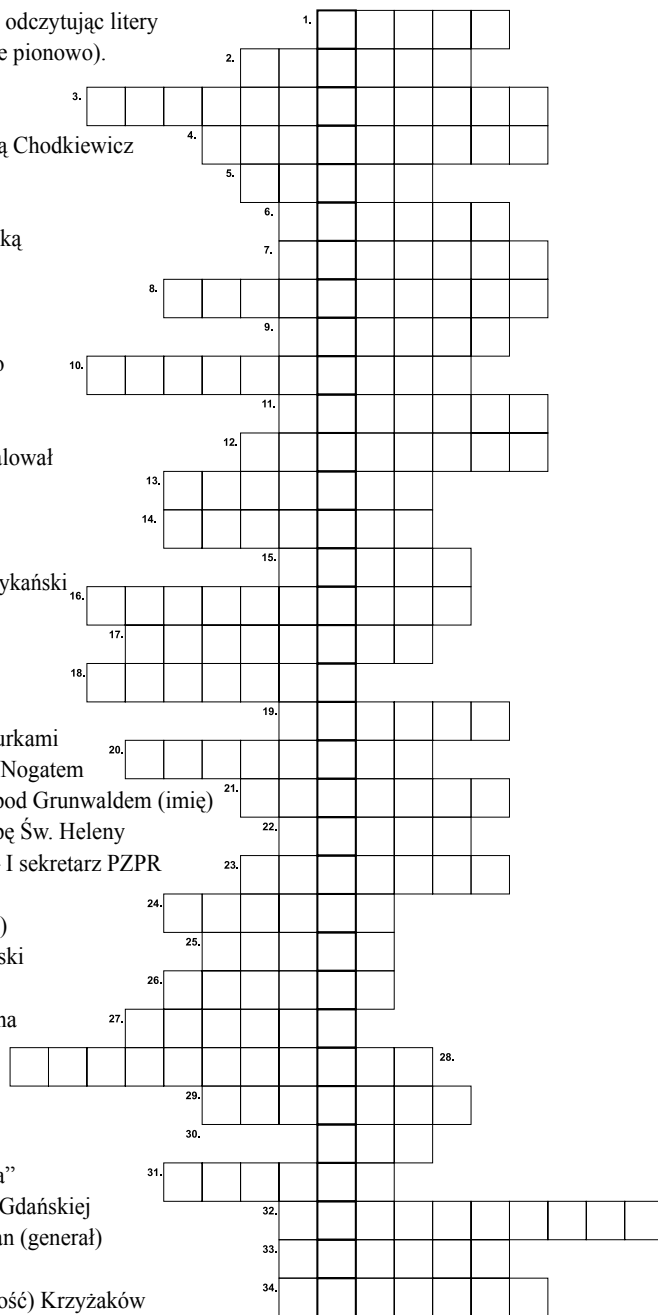 odczytując litery
1.
e pionowo).
2.
3.
4.
ą Chodkiewicz
5.
6.
ką
7.
8.
9.
o
10.
11.
12.
alował
13.
14.
15.
ykański
16.
17.
18.
19.
urkami
20.
Nogatem
21.
pod Grunwaldem (imię)
22.
pę Św. Heleny
23.
I sekretarz PZPR
24.
)
25.
ski
26.
27.
na
28.
29.
30.
31.
a”
Gdańskiej
32.
an (generał)
33.
34.
ość) Krzyżaków